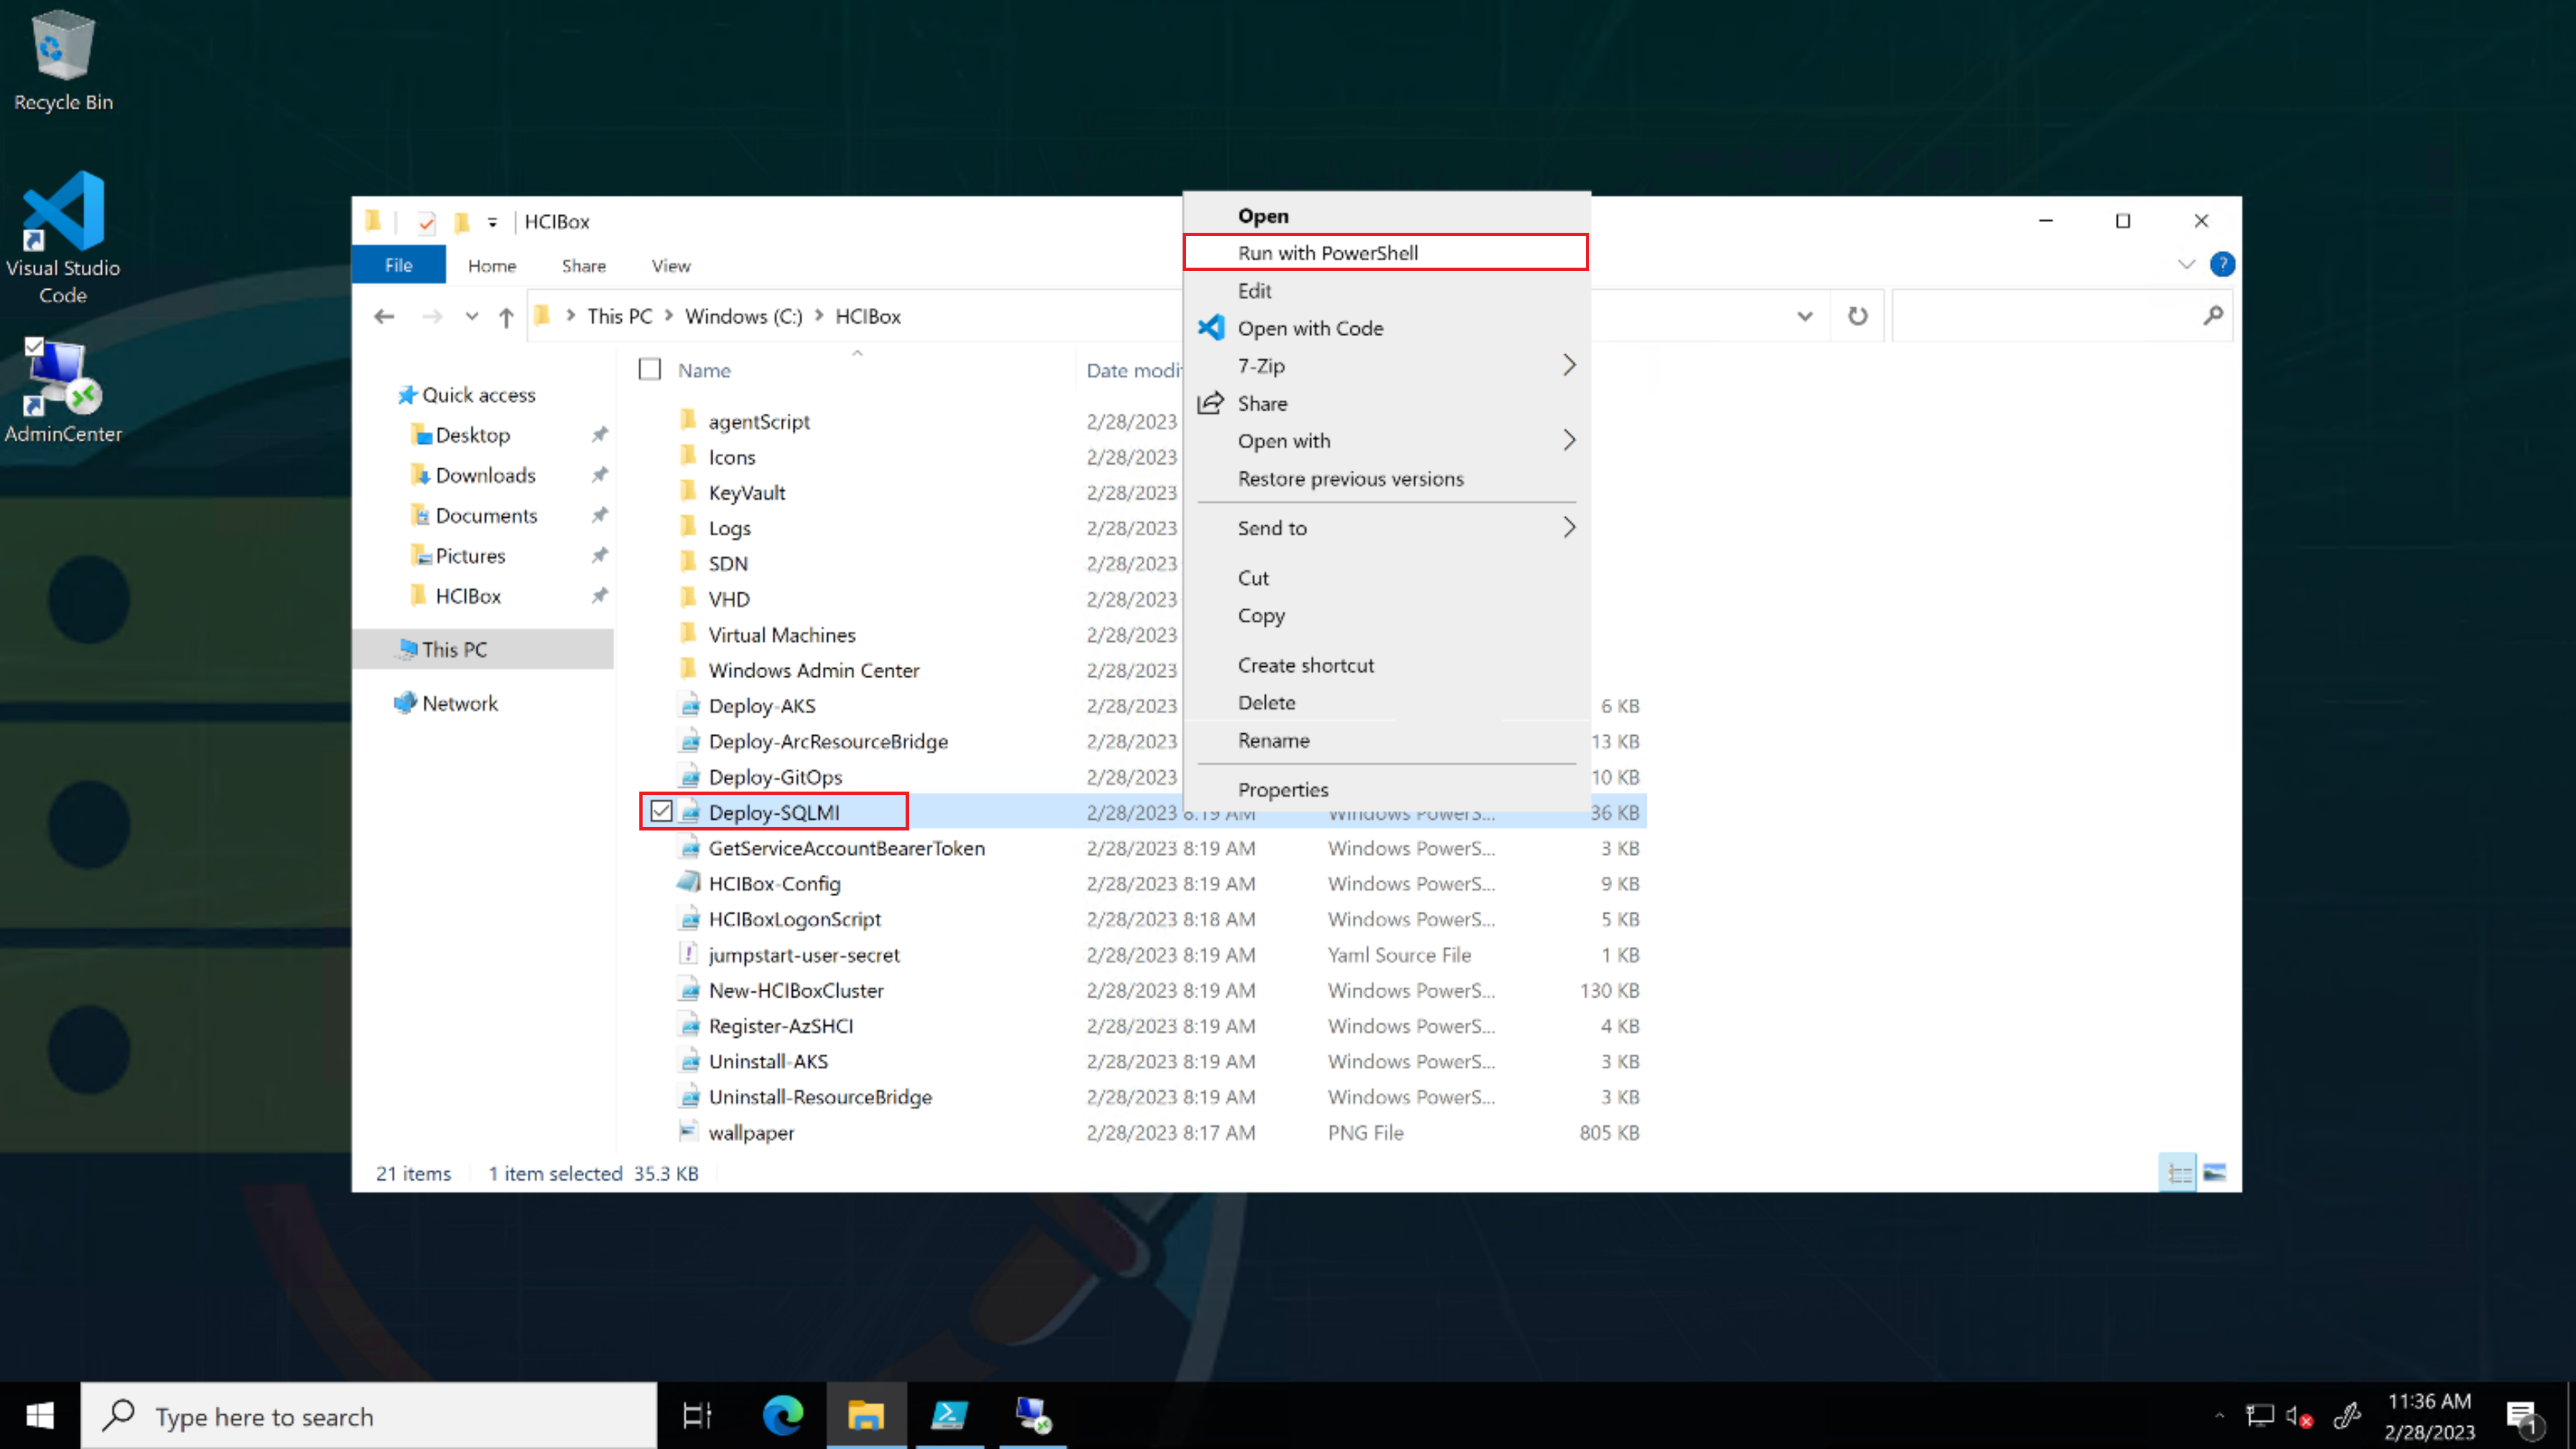 Recycle Bin
Visual Studio
Code
AdminCenter
HCIBox
File Home Share View
This PC Windows (C:) HCIBox
Quick access
Desktop
Downloads
Documents
Pictures
HCIBox
This PC
Network
Name Date modif
agentScript 2/28/2023
Icons 2/28/2023
KeyVault 2/28/2023
Logs 2/28/2023
SDN 2/28/2023
VHD 2/28/2023
Virtual Machines 2/28/2023
Windows Admin Center 2/28/2023
Deploy-AKS 2/28/2023 6 KB
Deploy-ArcResourceBridge 2/28/2023 13 KB
Deploy-GitOps 2/28/2023 10 KB
Deploy-SQLMI 2/28/2023 8:19 AM Windows PowerS... 36 KB
GetServiceAccountBearerToken 2/28/2023 8:19 AM Windows PowerS... 3 KB
HCIBox-Config 2/28/2023 8:19 AM Windows PowerS... 9 KB
HCIBoxLogonScript 2/28/2023 8:18 AM Windows PowerS... 5 KB
jumpstart-user-secret 2/28/2023 8:19 AM Yaml Source File 1 KB
New-HCIBoxCluster 2/28/2023 8:19 AM Windows PowerS... 130 KB
Register-AzSHCI 2/28/2023 8:19 AM Windows PowerS... 4 KB
Uninstall-AKS 2/28/2023 8:19 AM Windows PowerS... 3 KB
Uninstall-ResourceBridge 2/28/2023 8:19 AM Windows PowerS... 3 KB
wallpaper 2/28/2023 8:17 AM PNG File 805 KB
21 items 1 item selected 35.3 KB
Open
Run with PowerShell
Edit
Open with Code
7-Zip
Share
Open with
Restore previous versions
Send to
Cut
Copy
Create shortcut
Delete
Rename
Properties
Type here to search
11:36 AM
2/28/2023
1